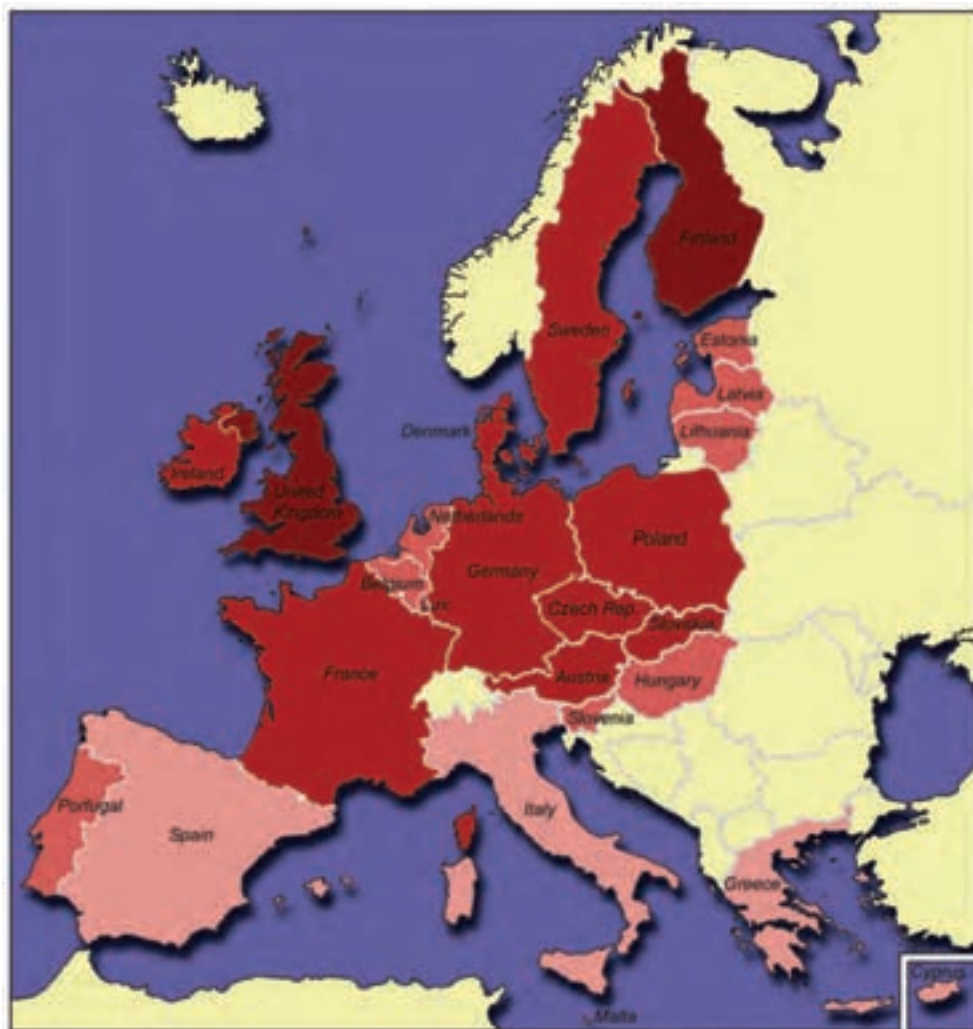 Finland
Sweden
Estonia
Latvia
Lithuania
Denmark
Ireland
United
Kingdom
Netherlands
Poland
Belgium
Germany
Lux.
Czech Rep.
Slovakia
France
Austria
Hungary
Slovenia
Portugal
Spain
Italy
Greece
Cyprus
Malta